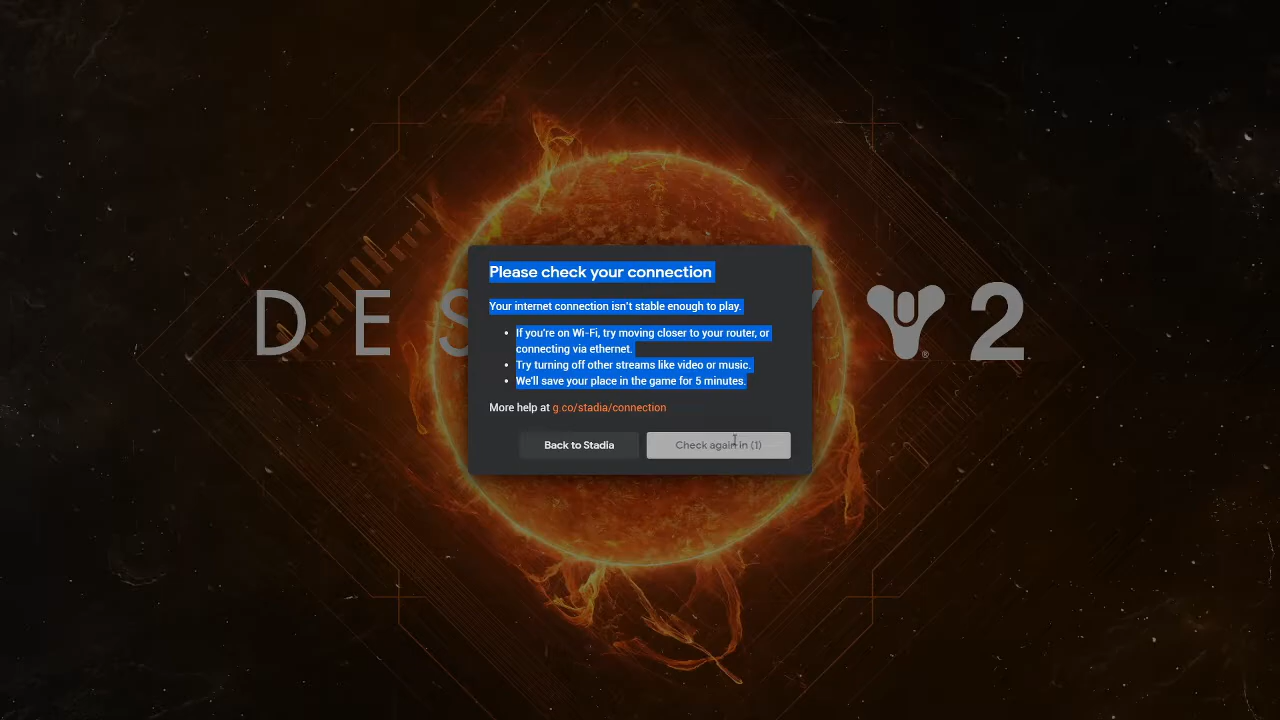 Please check your connection
Your internet connection isn't stable enough to play.
• If you're on Wi-Fi, try moving closer to your router, or
connecting via ethernet.
• Try turning off other streams like video or music.
• We'll save your place in the game for 5 minutes.
DES Y 2®
More help at g.co/stadia/connection
Back to Stadia Check again in (1)